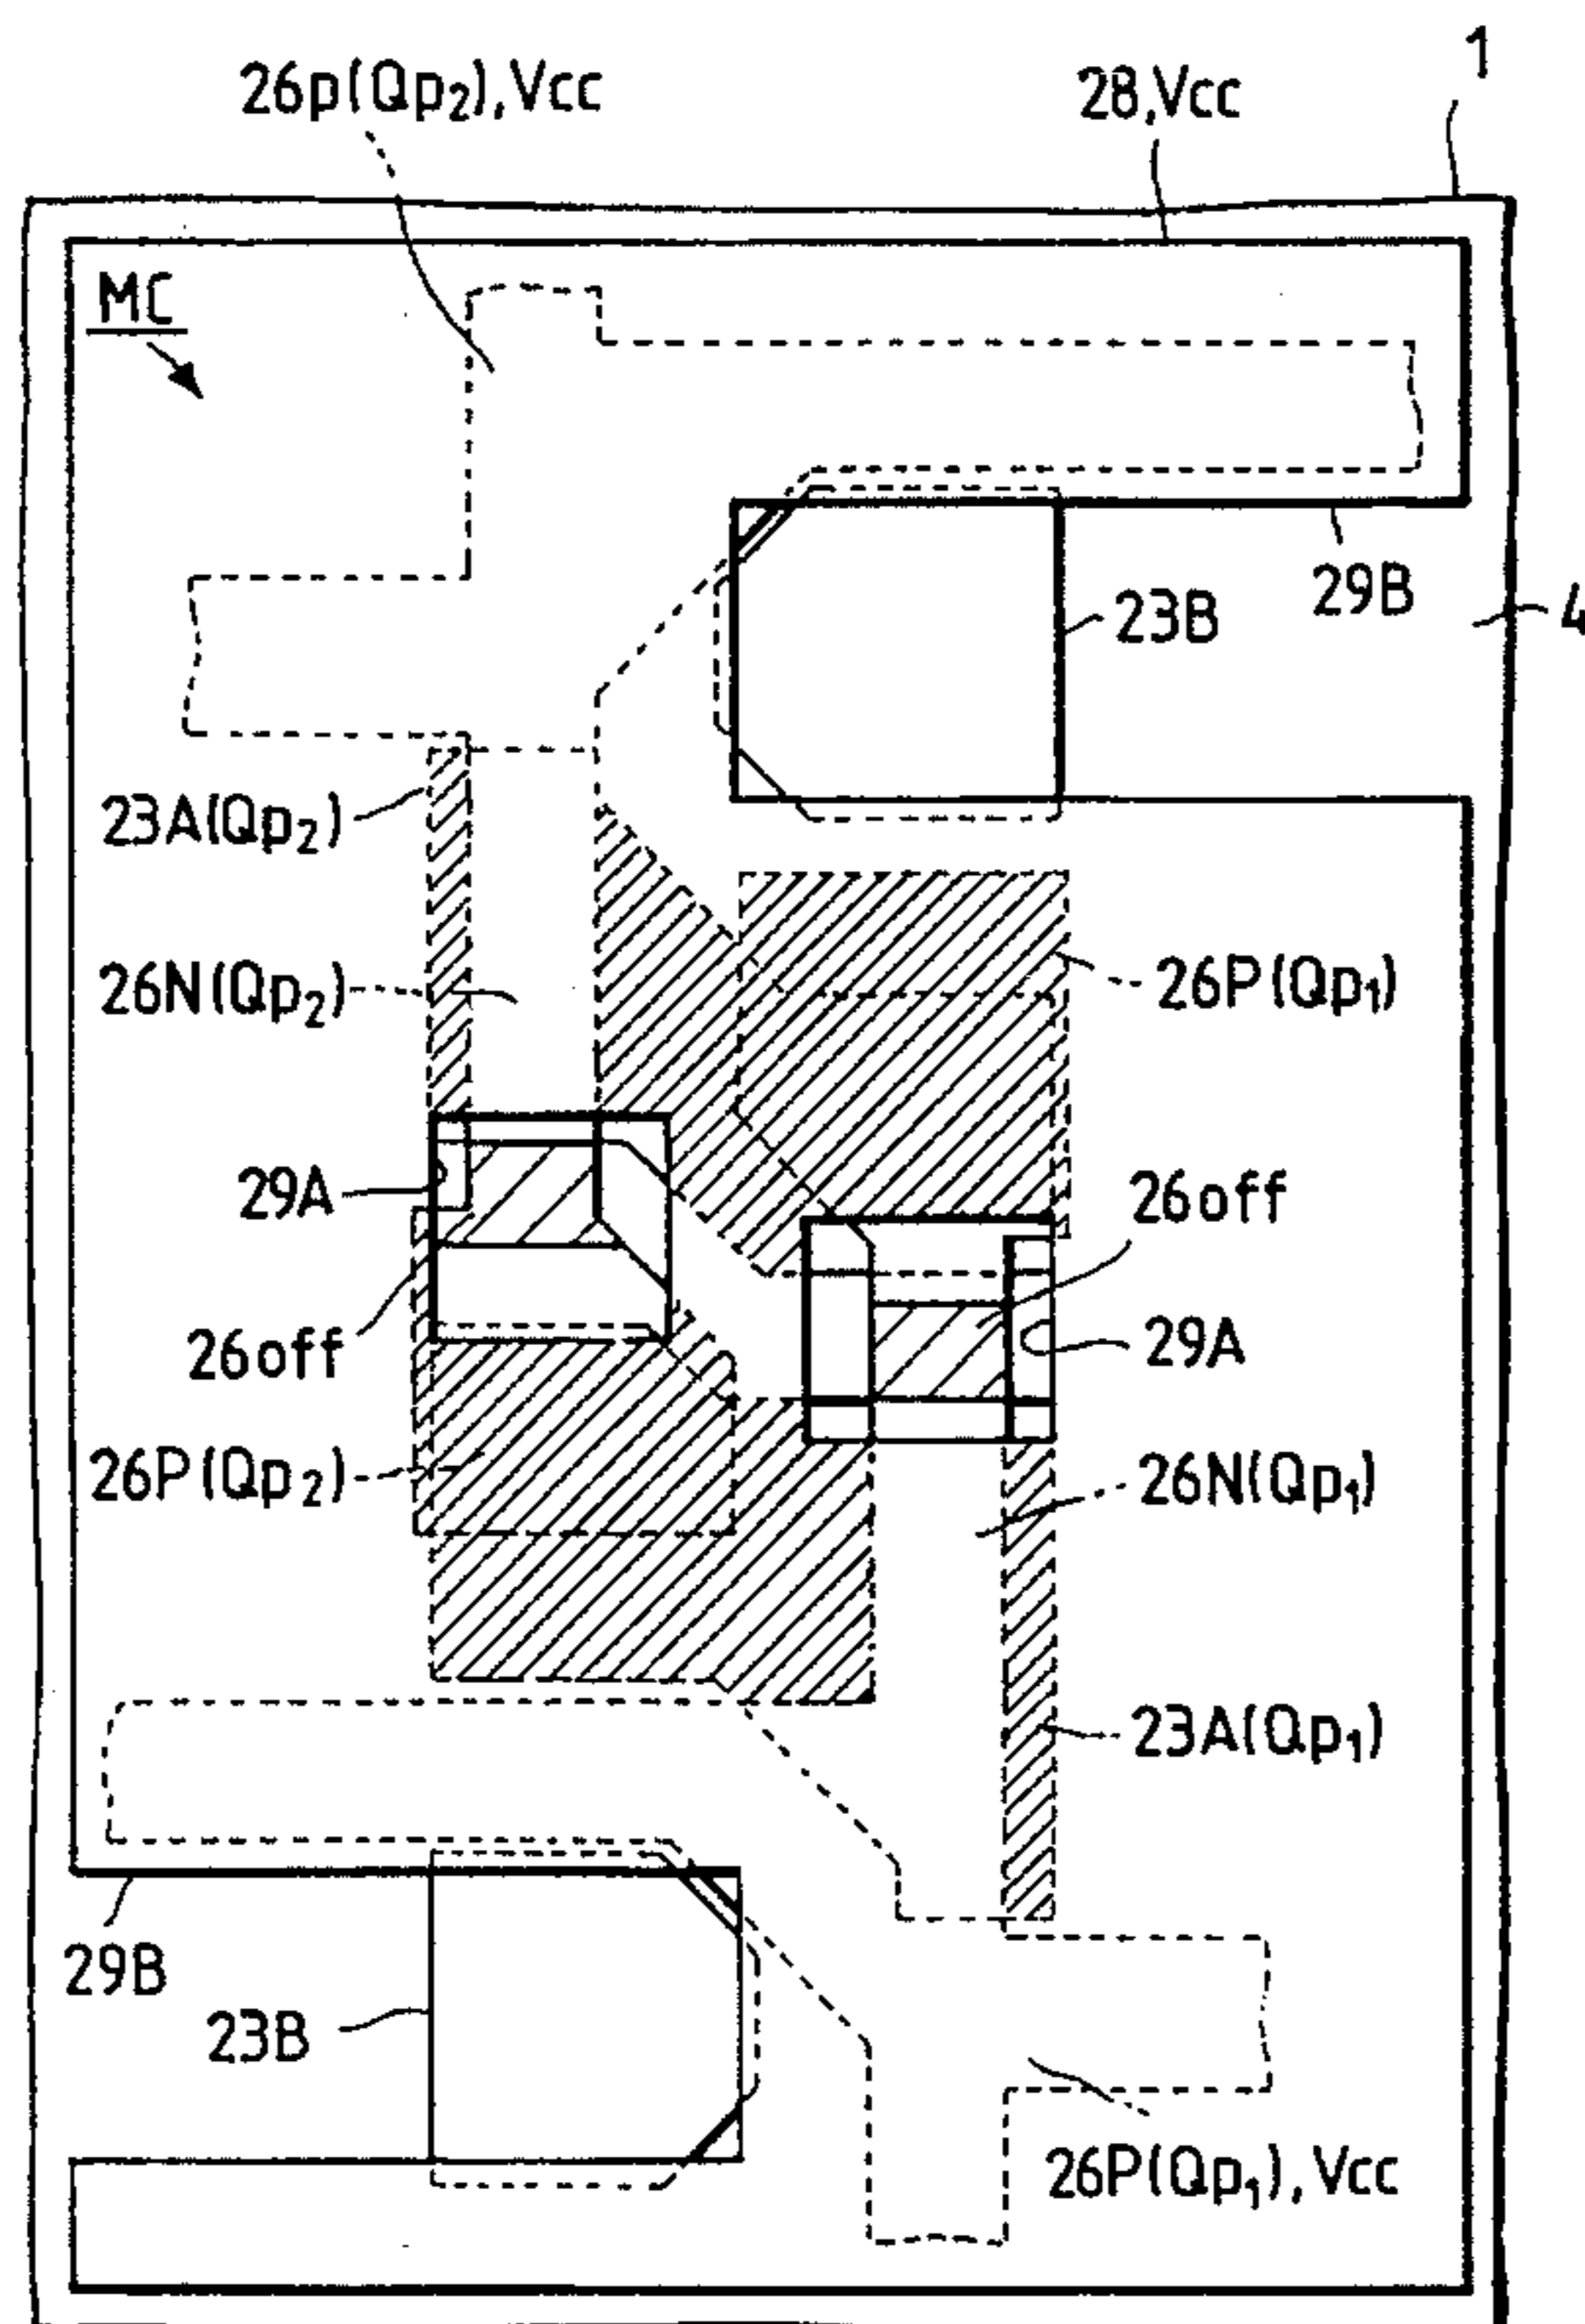 1
26p(Qp2),Vcc
28,Vcc
MC
29B
4
23B
23A(Qp2)
26N(Qp2)
26P(Qp1)
29A
26off
26off
29A
26P(Qp2)
26N(Qp1)
23A(Qp1)
29B
23B
26P(Qp1),Vcc